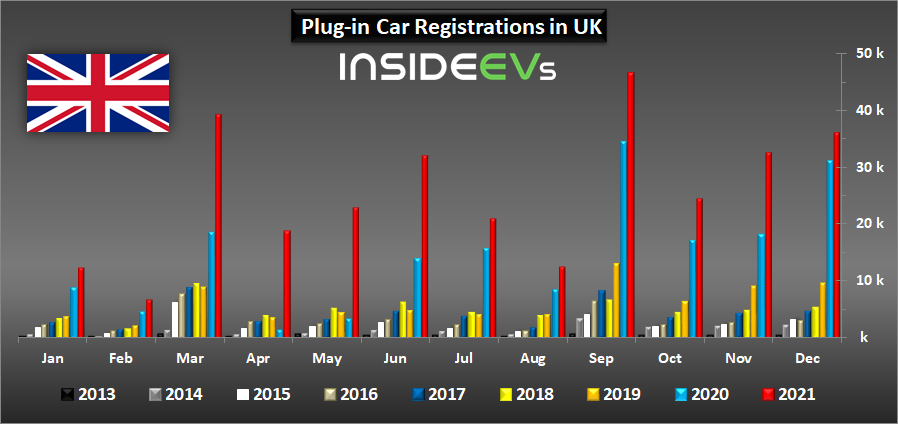 Plug-in Car Registrations in UK
INSIDEEVs
50 k
40 k
30 k
20 k
10 k
k
Jan Feb Mar Apr May Jun Jul Aug Sep Oct Nov Dec
2013 2014 2015 2016 2017 2018 2019 2020 2021